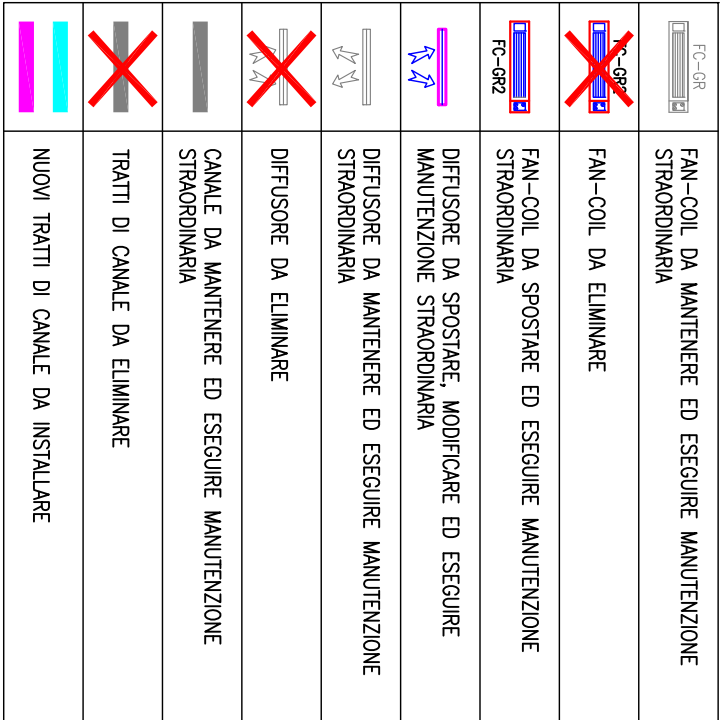 FC-GR
FAN-COIL DA MANTENERE ED ESEGUIRE MANUTENZIONE
STRAORDINARIA
FC-GR2
FAN-COIL DA ELIMINARE
FC-GR2
FAN-COIL DA SPOSTARE ED ESEGUIRE MANUTENZIONE
STRAORDINARIA
DIFFUSORE DA SPOSTARE, MODIFICARE ED ESEGUIRE
MANUTENZIONE STRAORDINARIA
DIFFUSORE DA MANTENERE ED ESEGUIRE MANUTENZIONE
STRAORDINARIA
DIFFUSORE DA ELIMINARE
CANALE DA MANTENERE ED ESEGUIRE MANUTENZIONE
STRAORDINARIA
TRATTI DI CANALE DA ELIMINARE
NUOVI TRATTI DI CANALE DA INSTALLARE